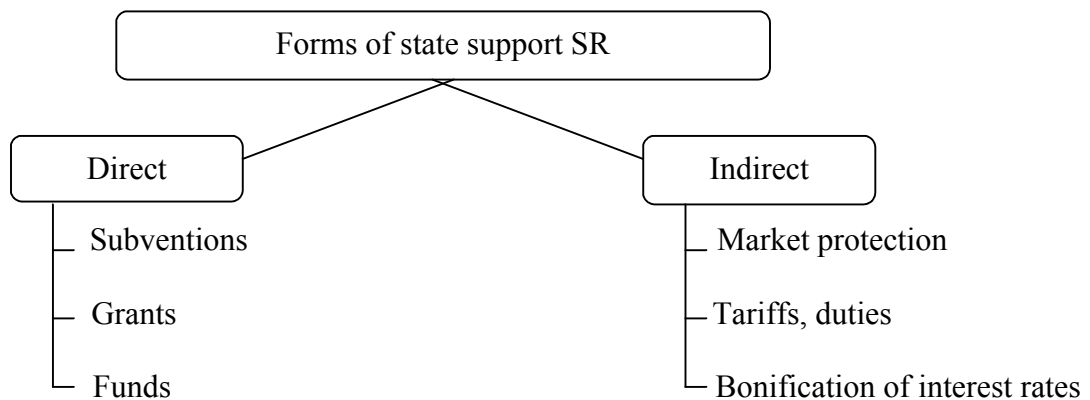 Forms of state support SR
Direct
Indirect
Subventions
Market protection
Grants
Tariffs, duties
Funds
Bonification of interest rates